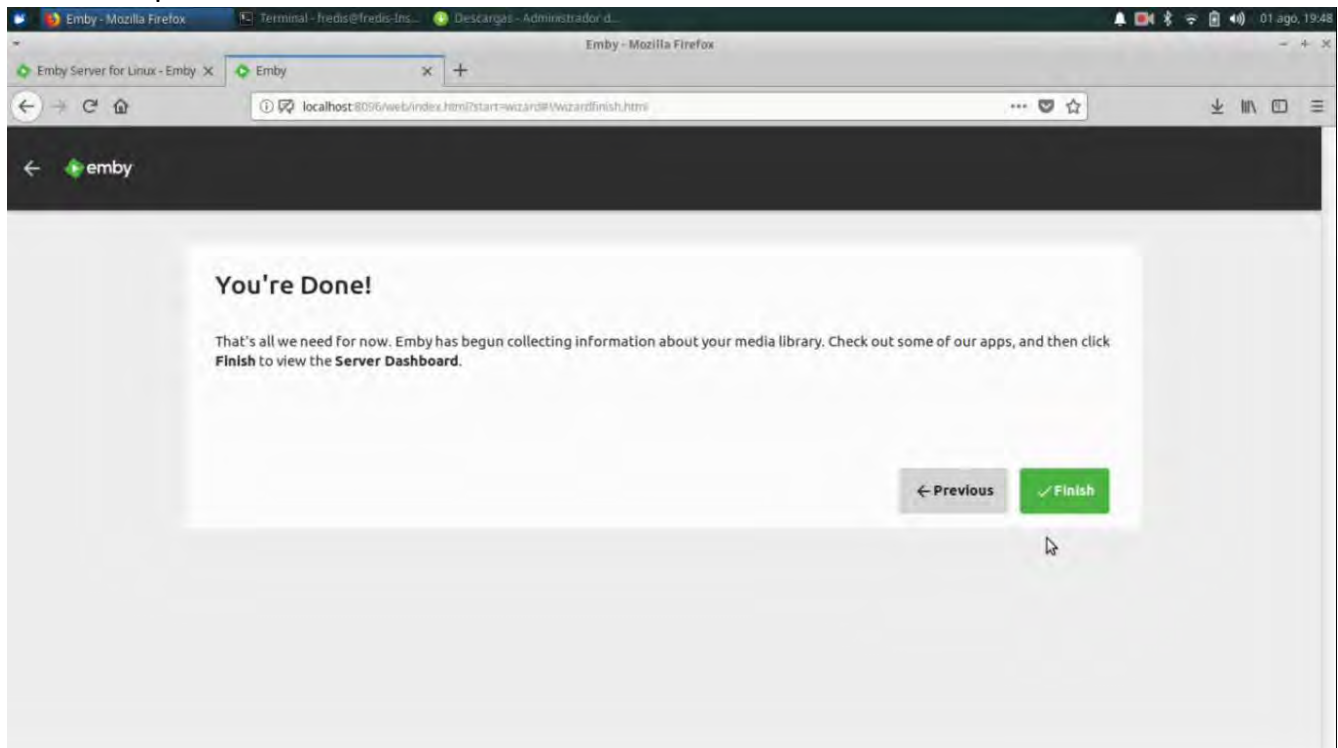 Emby - Mozilla Firefox
Terminal - fredis@fredis-Ins...
Descargas - Administrador d...
01 ago, 19:48
Emby - Mozilla Firefox
Emby Server for Linux - Emby
Emby
localhost:8096/web/index.html?start=wizard#!/wizardfinish.html
emby
You're Done!
That's all we need for now. Emby has begun collecting information about your media library. Check out some of our apps, and then click
Finish to view the Server Dashboard.
Previous
Finish